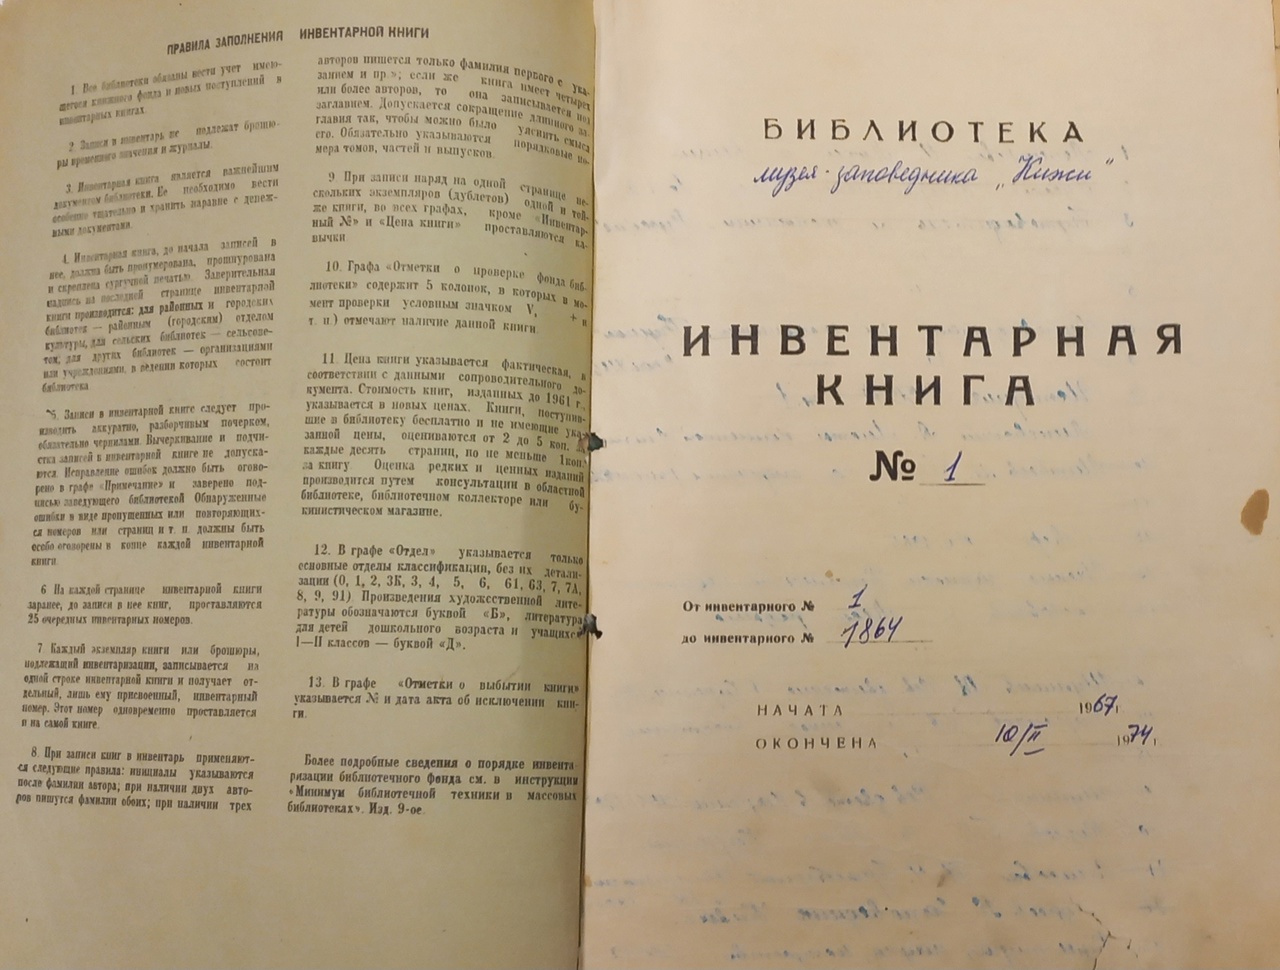 ПРАВИЛА ЗАПОЛНЕНИЯ ИНВЕНТАРНОЙ КНИГИ
1. Все библиотеки обязаны вести учет имею-
щегося книжного фонда и новых поступлений в
инвентарных книгах.
2. Записи в инвентарь не подлежат брошю-
ры временного значения и журналы.
3. Инвентарная книга является важнейшим
документом библиотеки. Ее необходимо вести
особенно тщательно и хранить наравне с денеж-
ными документами.
4. Инвентарная книга, до начала записей в
нее, должна быть пронумерована, прошнурована
и скреплена сургучной печатью. Заверительная
надпись на последней странице инвентарной
книги производится: для районных и городских
библиотек — районным (городским) отделом
культуры, для сельских библиотек — сельсове-
том, для других библиотек — организациями
или учреждениями, в ведении которых состоит
библиотека.
5. Записи в инвентарной книге следует про-
изводить аккуратно, разборчивым почерком,
обязательно чернилами. Вычеркивание и подчи-
стка записей в инвентарной книге не допуска-
ются. Исправление ошибок должно быть огово-
рено в графе «Примечание» и заверено под-
писью заведующего библиотекой Обнаруженные
ошибки в виде пропущенных или повторяющих-
ся номеров или страниц и т. п. должны быть
особо оговорены в конце каждой инвентарной
книги.
6 На каждой странице инвентарной книги
заранее, до записи в нее книг, проставляются
25 очередных инвентарных номеров.
7 Каждый экземпляр книги или брошюры,
подлежащий инвентаризации, записывается на
одной строке инвентарной книги и получает от-
дельный, лишь ему присвоенный, инвентарный
номер. Этот номер одновременно проставляется
и на самой книге.
8. При записи книг в инвентарь применяют-
ся следующие правила: инициалы указываются
после фамилии автора; при наличии двух авто-
ров пишутся фамилии обоих; при наличии трех
авторов пишется только фамилия первого с ука-
занием и пр.»; если же книга имеет четырех
или более авторов, то она записывается под
заглавием. Допускается сокращение длинного за-
главия так, чтобы можно было уяснить смысл
его. Обязательно указываются порядковые но-
мера томов, частей и выпусков.
9. При записи наряд на одной странице не-
скольких экземпляров (дублетов) одной и той-
же книги, во всех графах, кроме «Инвентар-
ный №» и «Цена книги» проставляются ка-
вычки
10. Графа «Отметки о проверке фонда биб-
лиотеки» содержит 5 колонок, в которых в мо-
мент проверки условным значком V, + и
т. п.) отмечают наличие данной книги.
11. Цена книги указывается фактическая, в
соответствии с данными сопроводительного до-
кумента. Стоимость книг, изданных до 1961 г.,
указывается в новых ценах. Книги, поступив-
шие в библиотеку бесплатно и не имеющие ука-
занной цены, оцениваются от 2 до 5 коп. за
каждые десять страниц, но не меньше 1 коп.
за книгу Оценка редких и ценных изданий
производится путем консультации в областной
библиотеке, библиотечном коллекторе или бу-
кинистическом магазине.
12. В графе «Отдел» указывается только
основные отделы классификации, без их детали-
зации (0, 1, 2, 3К, 3, 4, 5, 6, 61, 63, 7, 7А,
8, 9, 91) Произведения художественной лите-
ратуры обозначаются буквой «Б», литература
для детей дошкольного возраста и учащихся
I—II классов — буквой «Д».
13. В графе «Отметки о выбытии книги»
указывается № и дата акта об исключении кни-
ги.
Более подробные сведения о порядке инвента-
ризации библиотечного фонда см. в инструкции
«Минимум библиотечной техники в массовых
библиотеках». Изд. 9-ое.
БИБЛИОТЕКА
музея-заповедника „Кижи"
ИНВЕНТАРНАЯ
КНИГА
№ 1
От инвентарного № 1
до инвентарного № 1864
НАЧАТА 1967г.
ОКОНЧЕНА 10/II 1974г.